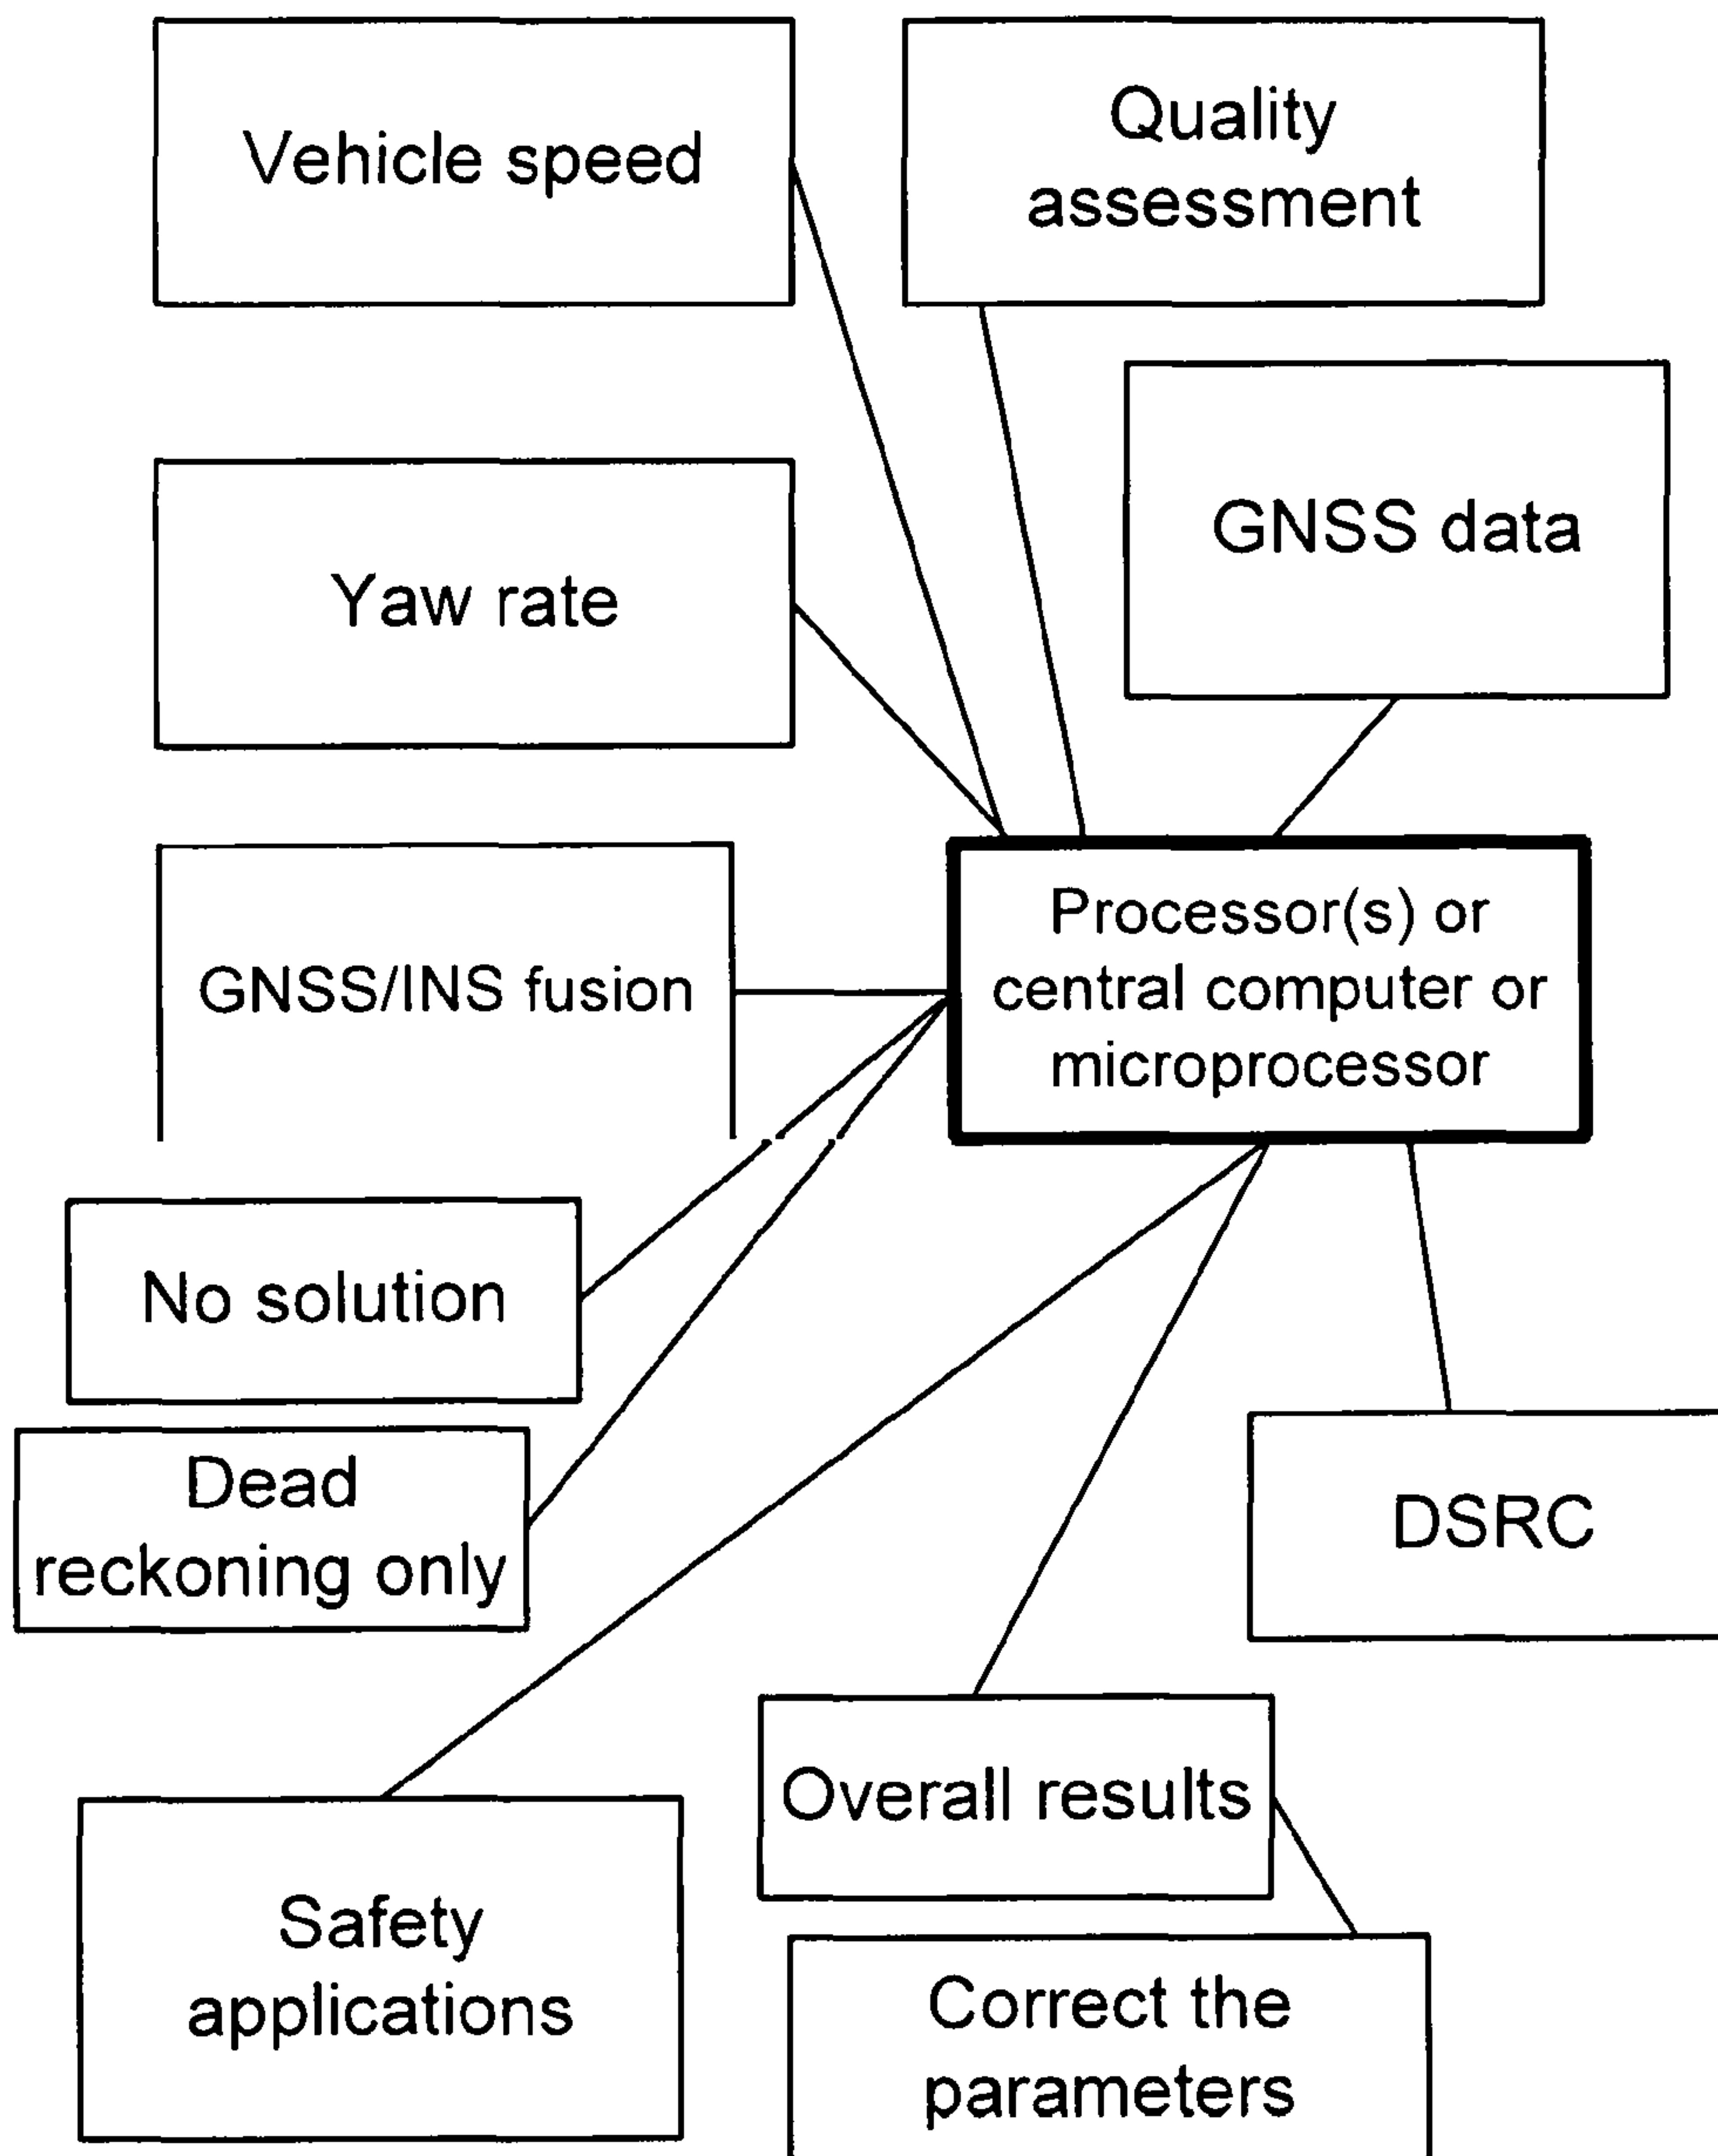 Vehicle speed
Quality
assessment
GNSS data
Yaw rate
Processor(s) or
central computer or
microprocessor
GNSS/INS fusion
No solution
Dead
reckoning only
DSRC
Overall results
Safety
applications
Correct the
parameters